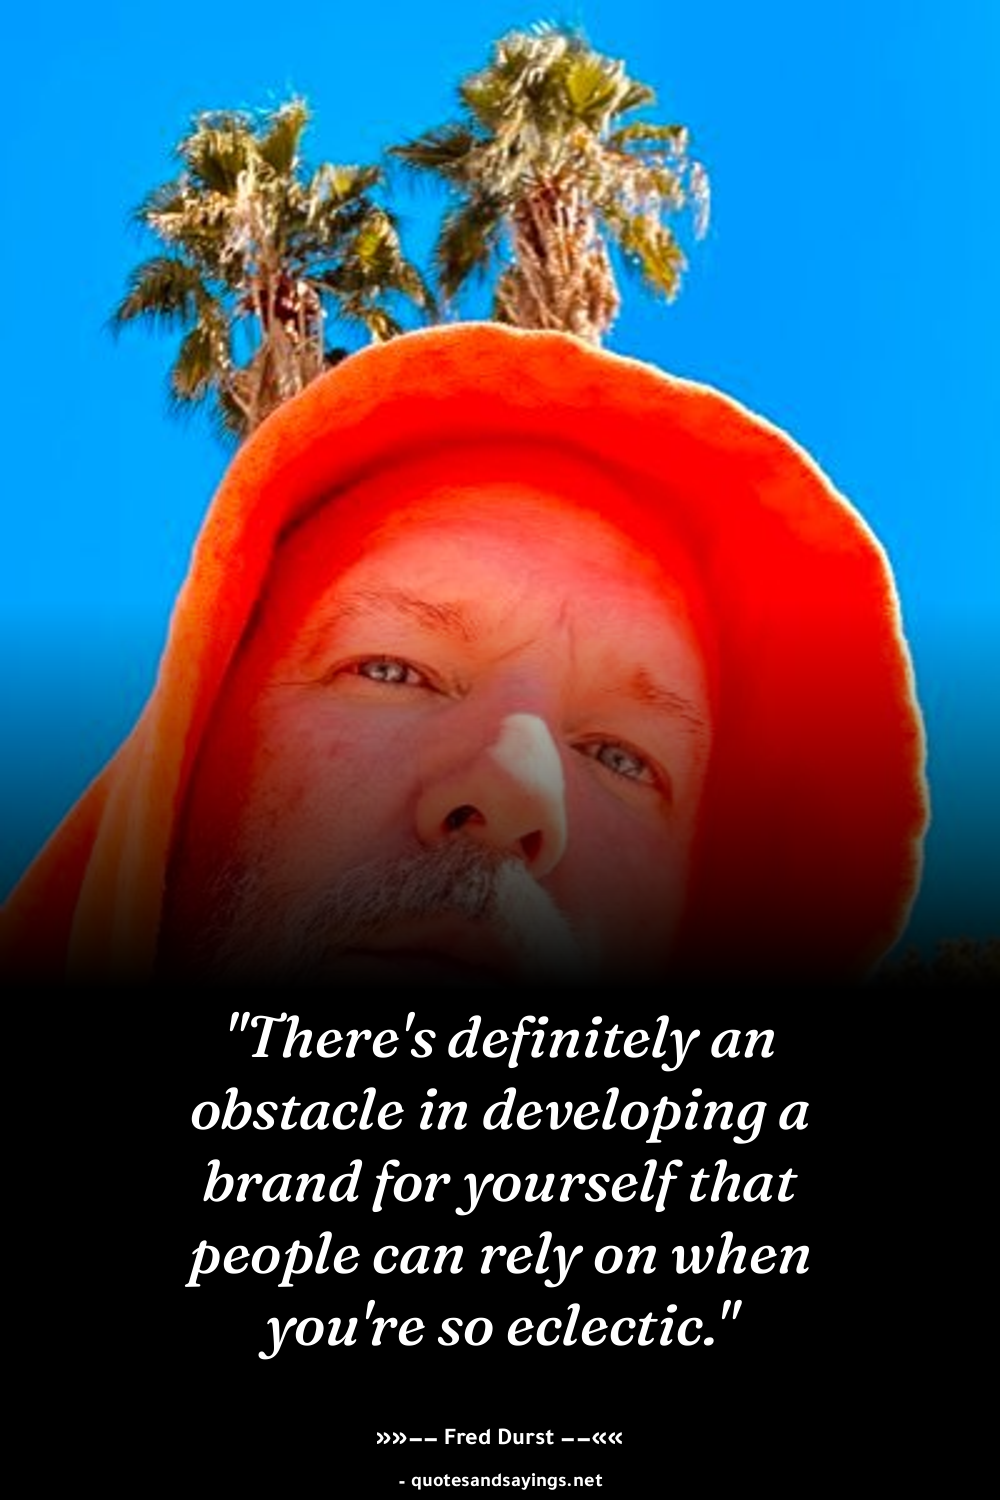 "There's definitely an
obstacle in developing a
brand for yourself that
people can rely on when
you're so eclectic."
»»–– Fred Durst ––««
- quotesandsayings.net